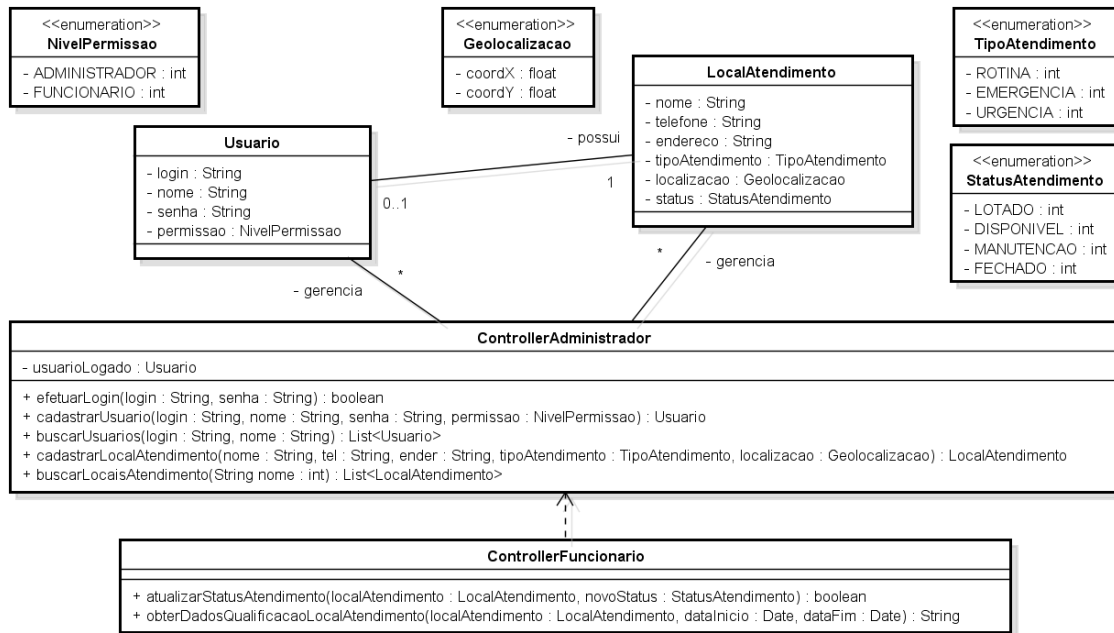 <<enumeration>>
NivelPermissao
- ADMINISTRADOR : int
- FUNCIONARIO : int
<<enumeration>>
Geolocalizacao
- coordX : float
- coordY : float
LocalAtendimento
- nome : String
- telefone : String
- endereco : String
- tipoAtendimento : TipoAtendimento
- localizacao : Geolocalizacao
- status : StatusAtendimento
<<enumeration>>
TipoAtendimento
- ROTINA : int
- EMERGENCIA : int
- URGENCIA : int
Usuario
- login : String
- nome : String
- senha : String
- permissao : NivelPermissao
- possui
0..1
1
<<enumeration>>
StatusAtendimento
- LOTADO : int
- DISPONIVEL : int
- MANUTENCAO : int
- FECHADO : int
*
- gerencia
*
- gerencia
ControllerAdministrador
- usuarioLogado : Usuario
+ efetuarLogin(login : String, senha : String) : boolean
+ cadastrarUsuario(login : String, nome : String, senha : String, permissao : NivelPermissao) : Usuario
+ buscarUsuarios(login : String, nome : String) : List<Usuario>
+ cadastrarLocalAtendimento(nome : String, tel : String, ender : String, tipoAtendimento : TipoAtendimento, localizacao : Geolocalizacao) : LocalAtendimento
+ buscarLocaisAtendimento(String nome : int) : List<LocalAtendimento>
ControllerFuncionario
+ atualizarStatusAtendimento(localAtendimento : LocalAtendimento, novoStatus : StatusAtendimento) : boolean
+ obterDadosQualificacaoLocalAtendimento(localAtendimento : LocalAtendimento, dataInicio : Date, dataFim : Date) : String